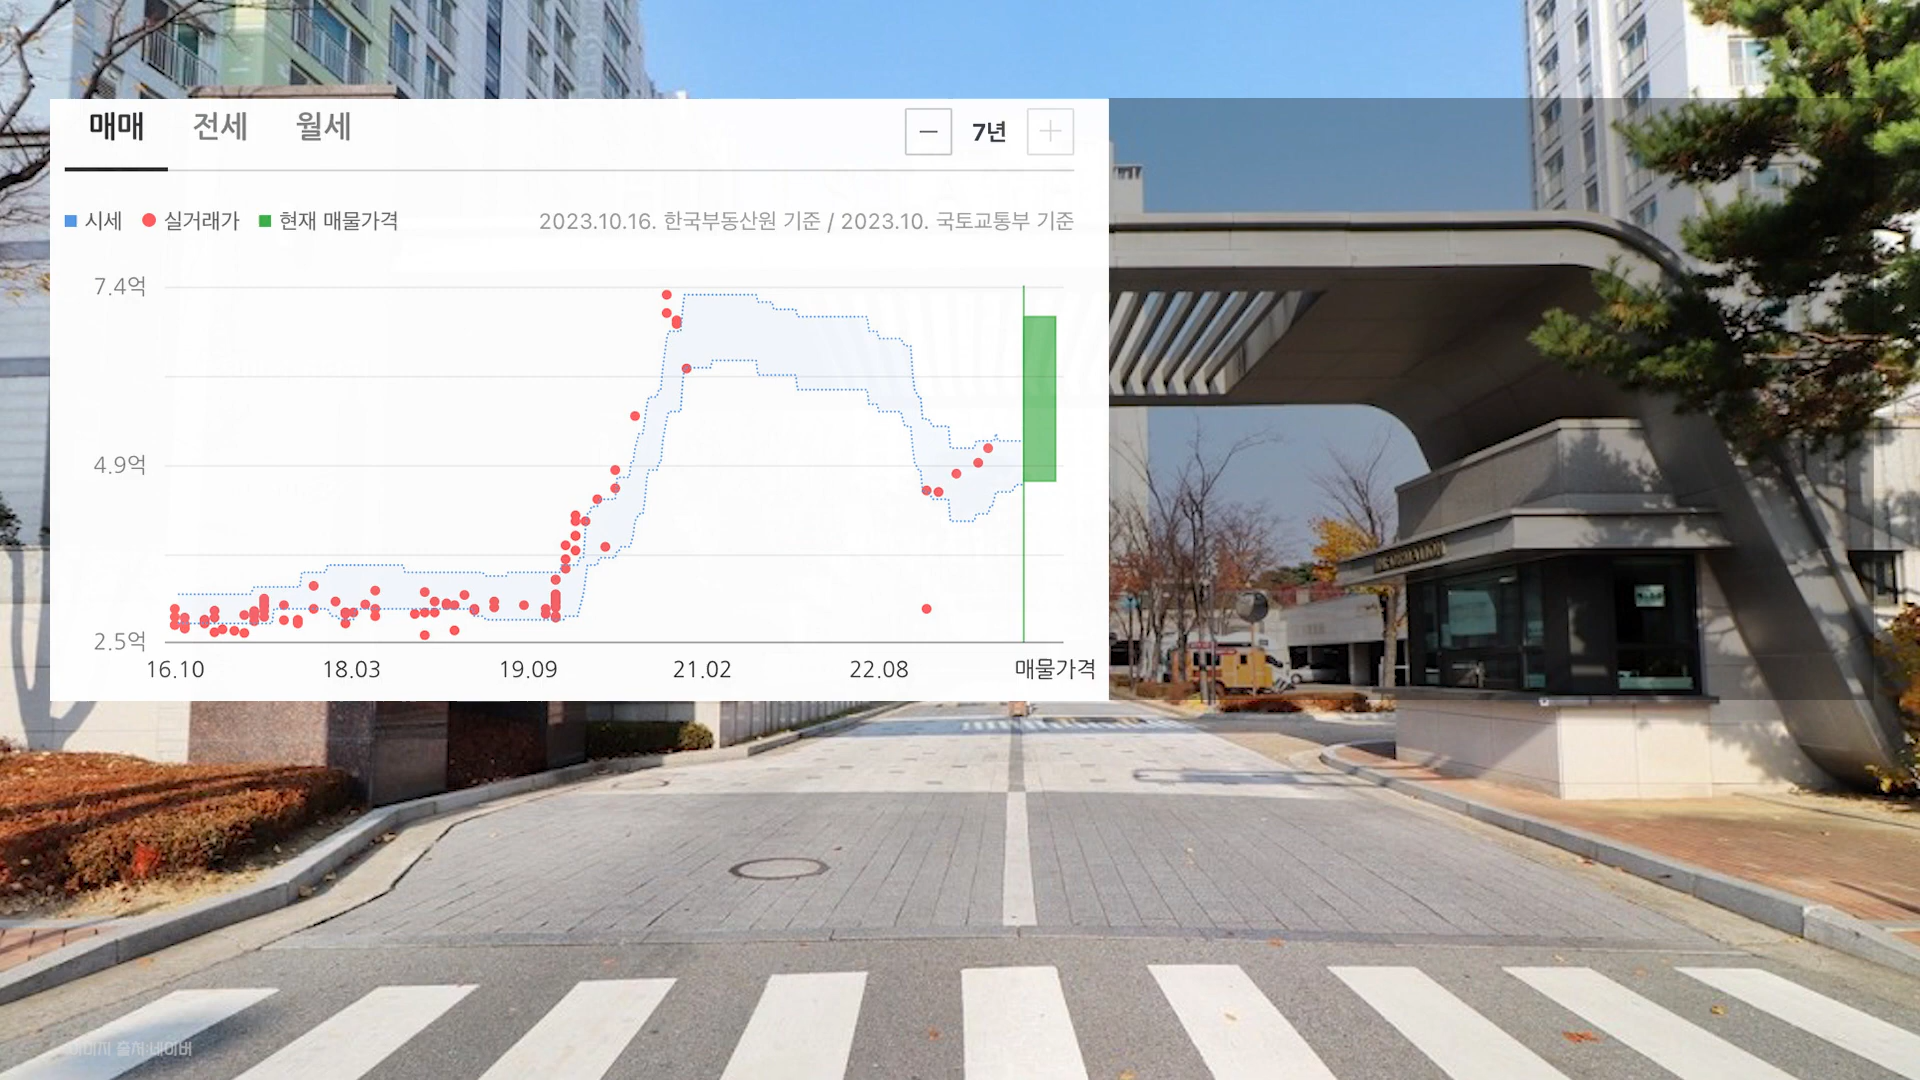 매매 전세 월세 7년
시세 실거래가 현재 매물가격 2023.10.16. 한국부동산원 기준 / 2023.10. 국토교통부 기준
7.4억
4.9억
2.5억
16.10 18.03 19.09 21.02 22.08 매물가격
INFORMATION
이미지 출처:네이버